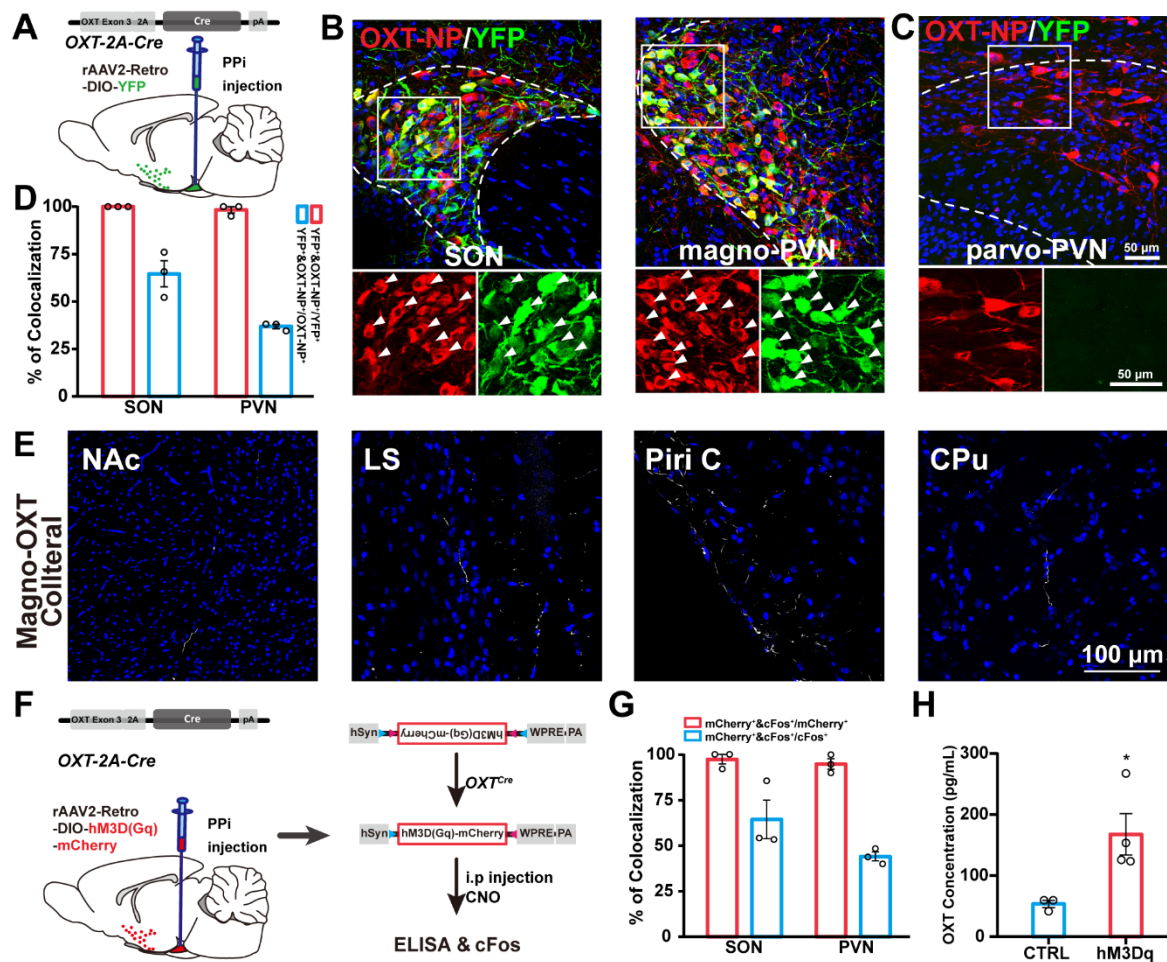 A
OXT Exon 3 2A
Cre
pA
OXT-2A-Cre
rAAV2-Retro
-DIO-YFP
PPi
injection
B
OXT-NP/YFP
SON
magno-PVN
C
OXT-NP/YFP
parvo-PVN
50 µm
50 µm
D
% of Colocalization
100
75
50
25
0
SON
PVN
YFP⁺&OXT-NP⁺/YFP⁺
YFP⁺&OXT-NP⁺/OXT-NP⁺
E
Magno-OXT
Collteral
NAc
LS
Piri C
CPu
100 µm
F
OXT Exon 3 2A
Cre
pA
OXT-2A-Cre
rAAV2-Retro
-DIO-hM3D(Gq)
-mCherry
PPi
injection
hSyn
hM3D(Gq)-mCherry
WPRE
PA
OXTCre
hSyn
hM3D(Gq)-mCherry
WPRE
PA
i.p injection
CNO
ELISA & cFos
G
mCherry⁺&cFos⁺/mCherry⁺
mCherry⁺&cFos⁺/cFos⁺
% of Colocalization
100
75
50
25
0
SON
PVN
H
OXT Concentration (pg/mL)
300
200
100
0
*
CTRL
hM3Dq